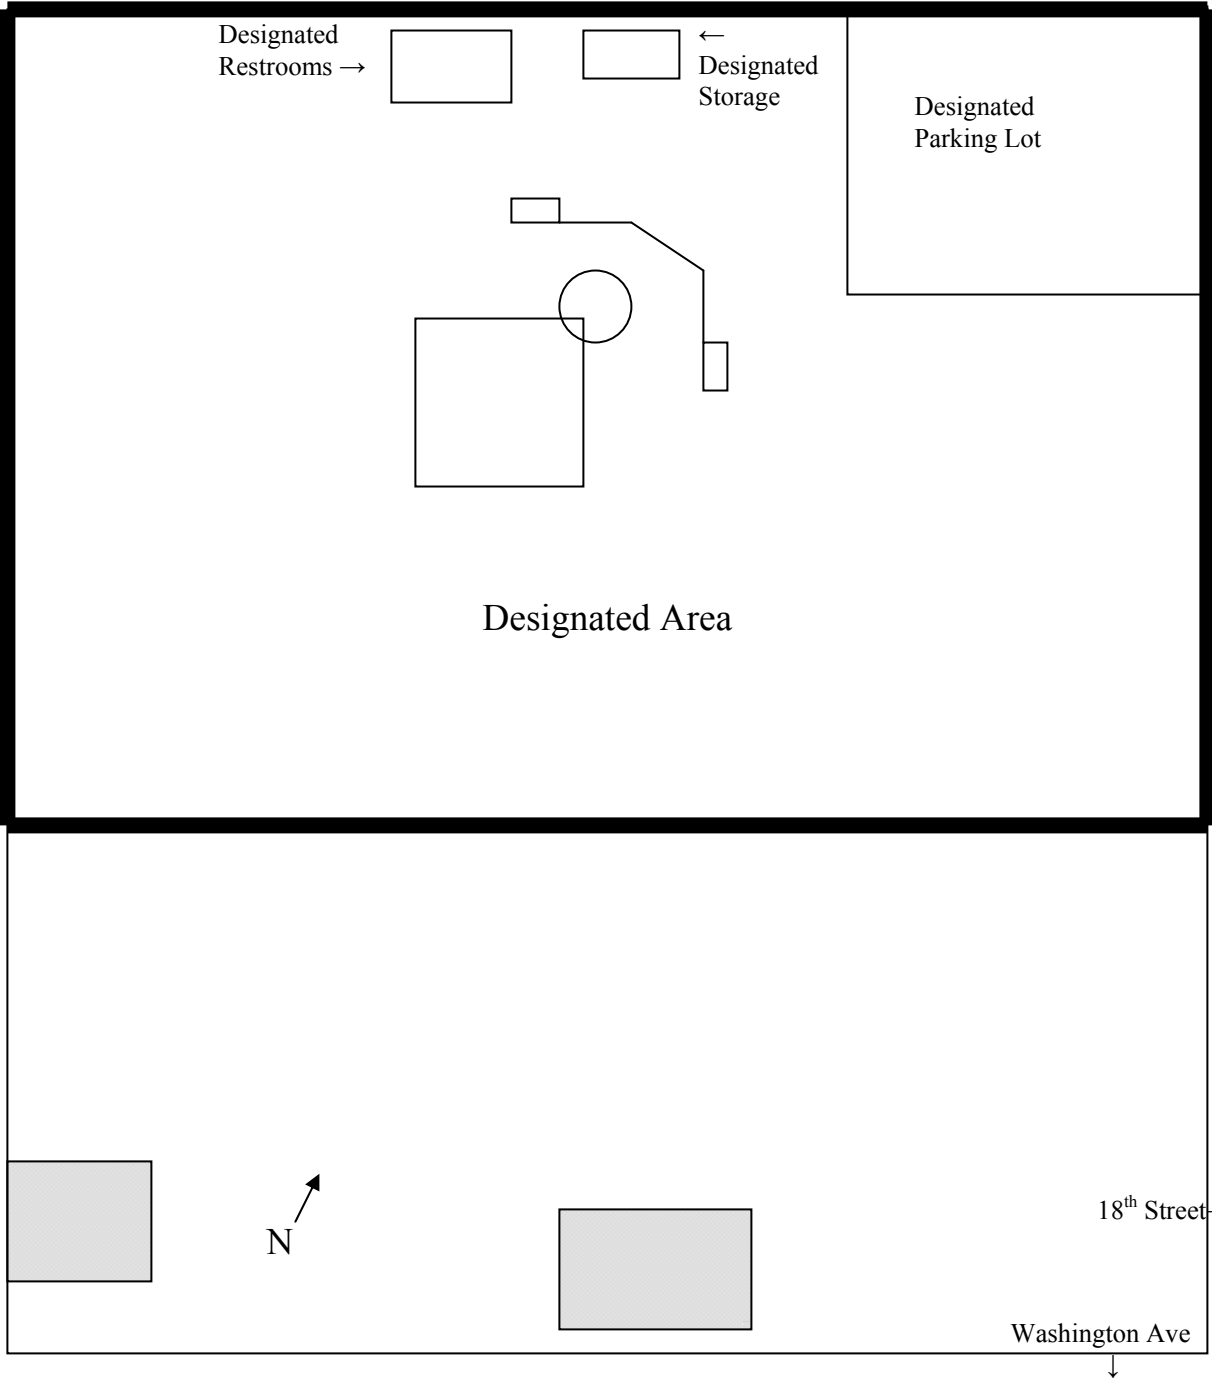 Designated
Restrooms →
←
Designated
Storage
Designated
Parking Lot
Designated Area
N
18th Street
Washington Ave
↓